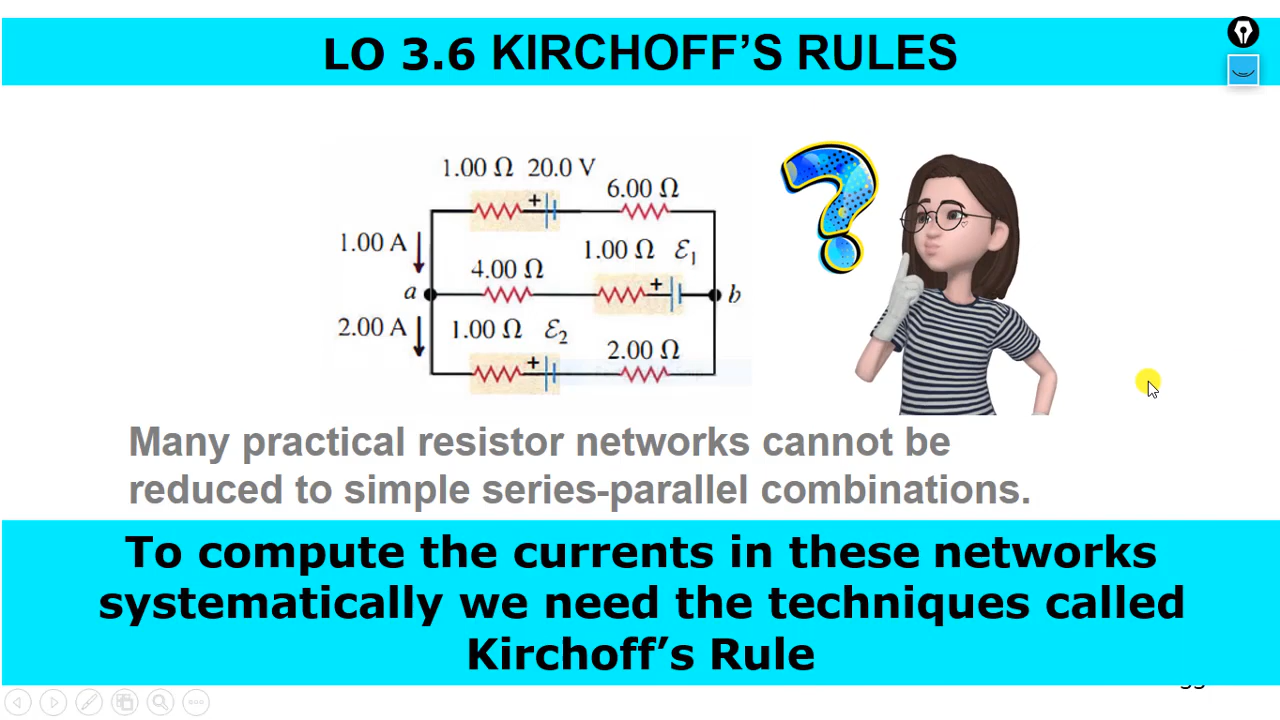 LO 3.6 KIRCHOFF’S RULES
1.00 Ω 20.0 V
6.00 Ω
+
1.00 A
1.00 Ω ℰ1
4.00 Ω
+
a
b
2.00 A
1.00 Ω ℰ2
2.00 Ω
+
Many practical resistor networks cannot be
reduced to simple series-parallel combinations.
To compute the currents in these networks
systematically we need the techniques called
Kirchoff’s Rule